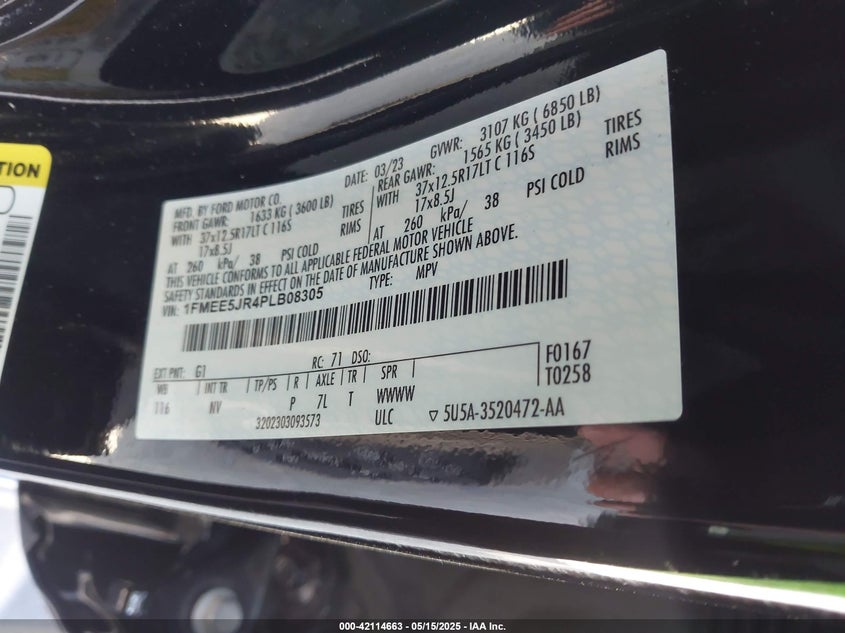 TION
MFD. BY FORD MOTOR CO. DATE: 03/23 GVWR: 3107 KG ( 6850 LB)
FRONT GAWR: 1633 KG ( 3600 LB) REAR GAWR: 1565 KG ( 3450 LB)
WITH 37x12.5R17LT C 116S TIRES WITH 37x12.5R17LT C 116S TIRES
17x8.5J RIMS 17x8.5J RIMS
AT 260 kPa/ 38 PSI COLD AT 260 kPa/ 38 PSI COLD
THIS VEHICLE CONFORMS TO ALL APPLICABLE FEDERAL MOTOR VEHICLE
SAFETY STANDARDS IN EFFECT ON THE DATE OF MANUFACTURE SHOWN ABOVE.
VIN: 1FMEE5JR4PLB08305 TYPE: MPV
EXT PNT: G1 RC: 71 DSO: F0167
WB INT TR TP/PS R AXLE TR SPR T0258
116 NV P 7L T WWWW
3202303093573 ULC ▽ 5U5A-3520472-AA
000-42114663 — 05/15/2025 — IAA Inc.